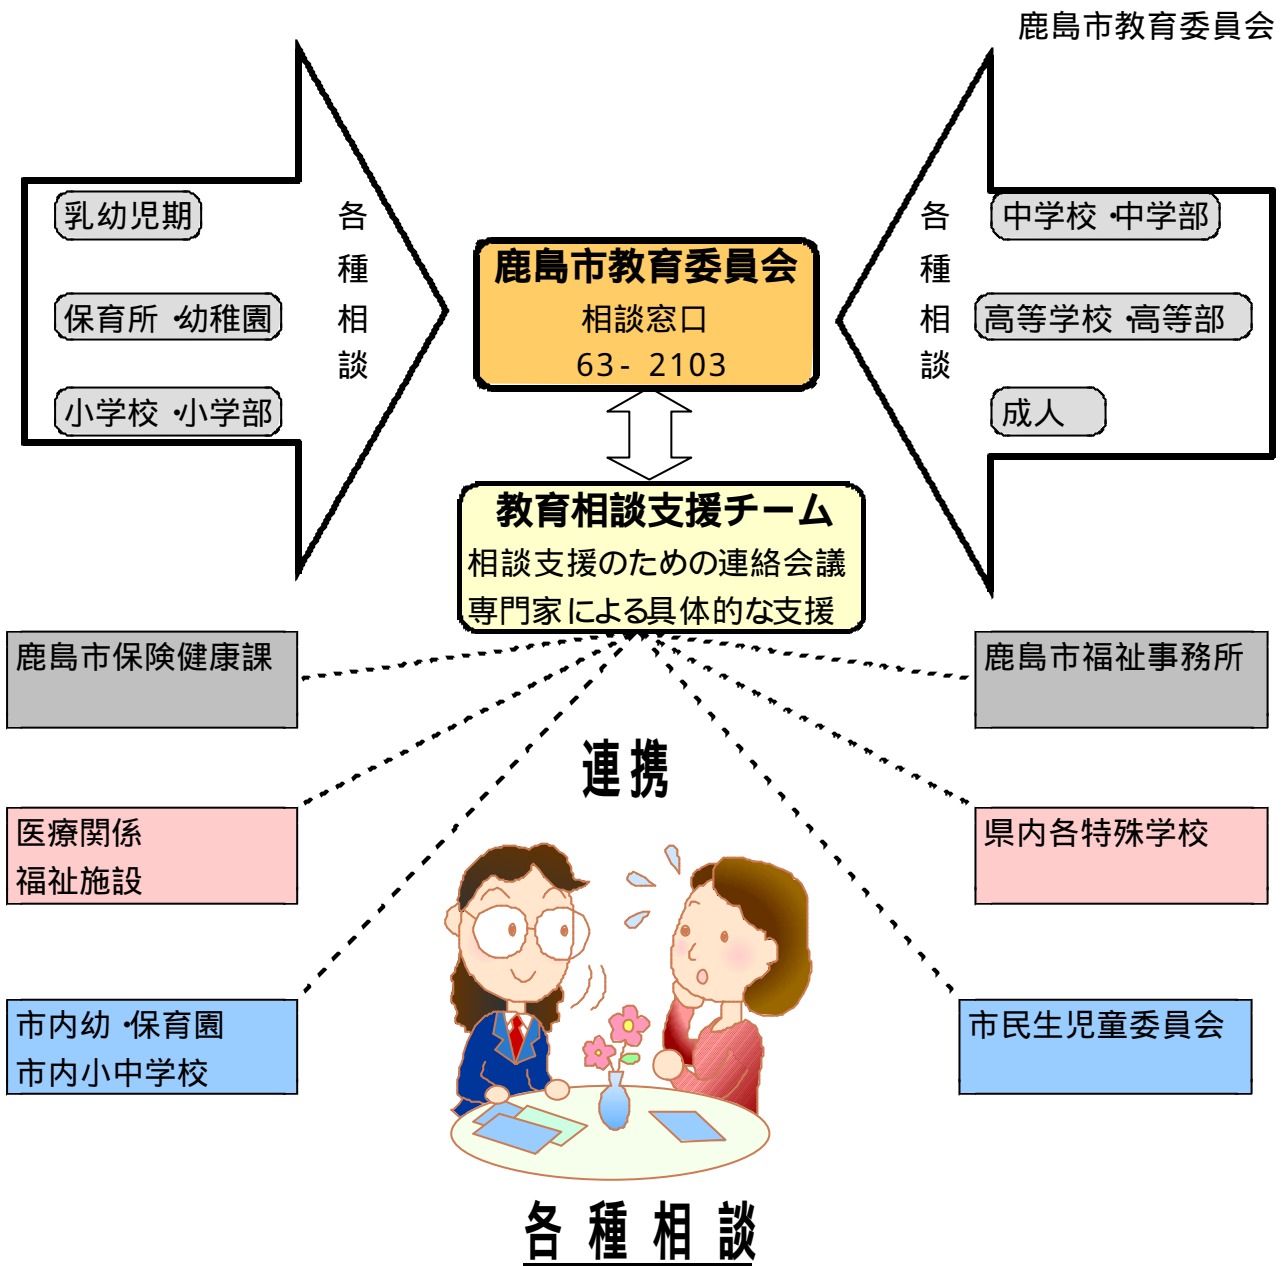 鹿島市教育委員会
乳幼児期
保育所・幼稚園
小学校・小学部
各種相談
鹿島市教育委員会
相談窓口
63- 2103
各種相談
中学校・中学部
高等学校・高等部
成人
教育相談支援チーム
相談支援のための連絡会議
専門家による具体的な支援
鹿島市保険健康課
鹿島市福祉事務所
連携
医療関係
福祉施設
県内各特殊学校
市内幼・保育園
市内小中学校
市民生児童委員会
各種相談